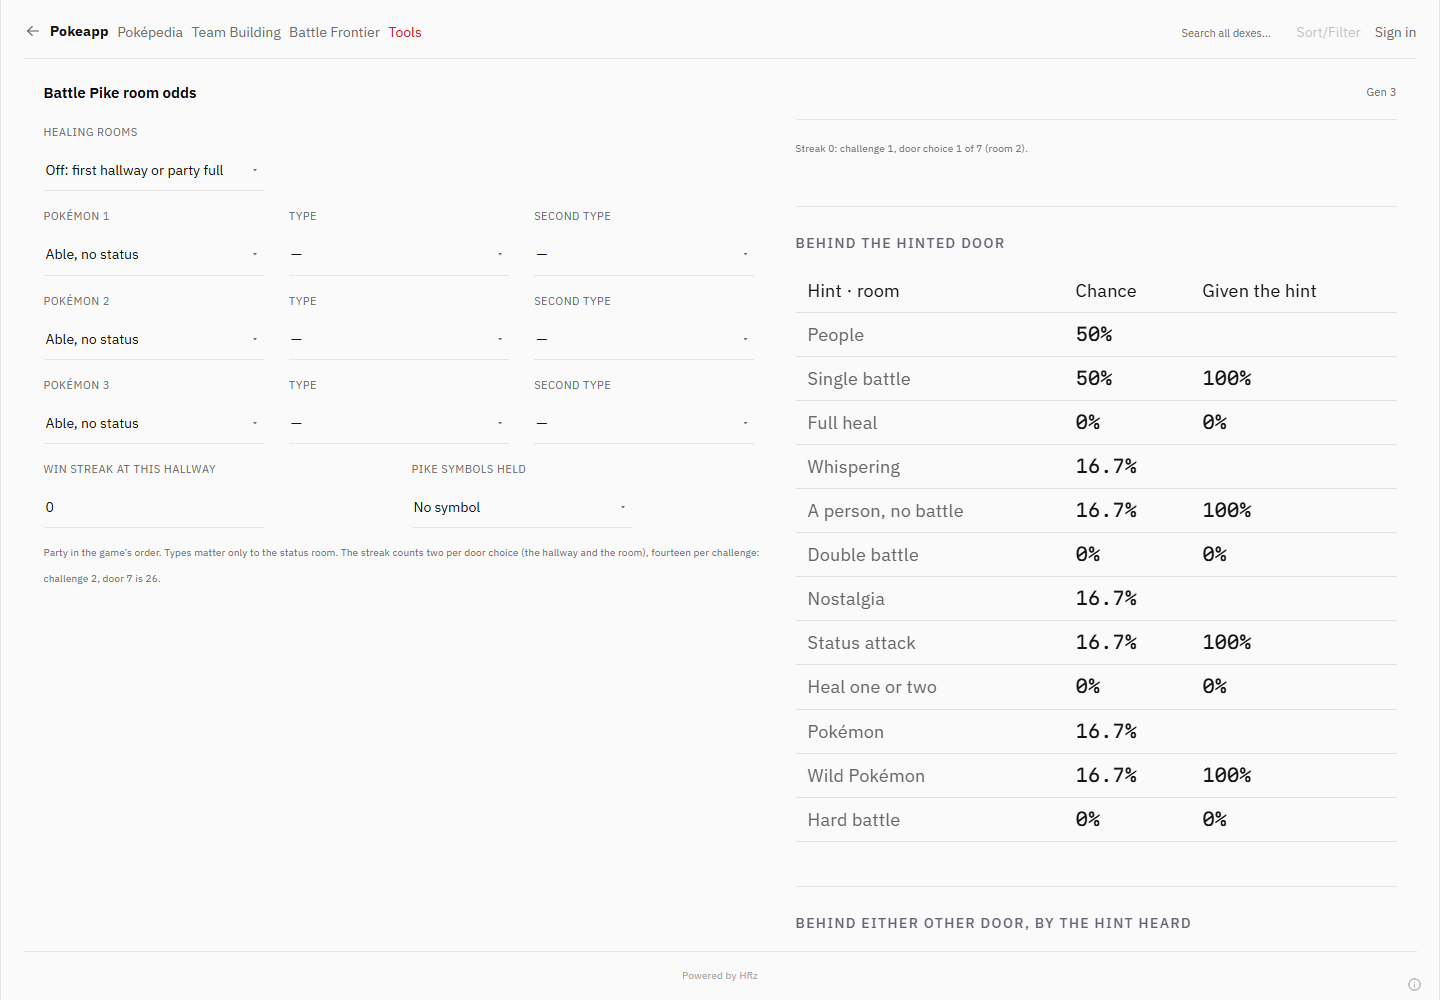 Pokeapp Poképedia Team Building Battle Frontier Tools Search all dexes... Sort/Filter Sign in
Battle Pike room odds
Gen 3
HEALING ROOMS
Off: first hallway or party full
POKÉMON 1 TYPE SECOND TYPE
Able, no status — —
POKÉMON 2 TYPE SECOND TYPE
Able, no status — —
POKÉMON 3 TYPE SECOND TYPE
Able, no status — —
WIN STREAK AT THIS HALLWAY PIKE SYMBOLS HELD
0 No symbol
Party in the game's order. Types matter only to the status room. The streak counts two per door choice (the hallway and the room), fourteen per challenge:
challenge 2, door 7 is 26.
Streak 0: challenge 1, door choice 1 of 7 (room 2).
BEHIND THE HINTED DOOR
Hint · room Chance Given the hint
People 50%
Single battle 50% 100%
Full heal 0% 0%
Whispering 16.7%
A person, no battle 16.7% 100%
Double battle 0% 0%
Nostalgia 16.7%
Status attack 16.7% 100%
Heal one or two 0% 0%
Pokémon 16.7%
Wild Pokémon 16.7% 100%
Hard battle 0% 0%
BEHIND EITHER OTHER DOOR, BY THE HINT HEARD
Powered by HRz